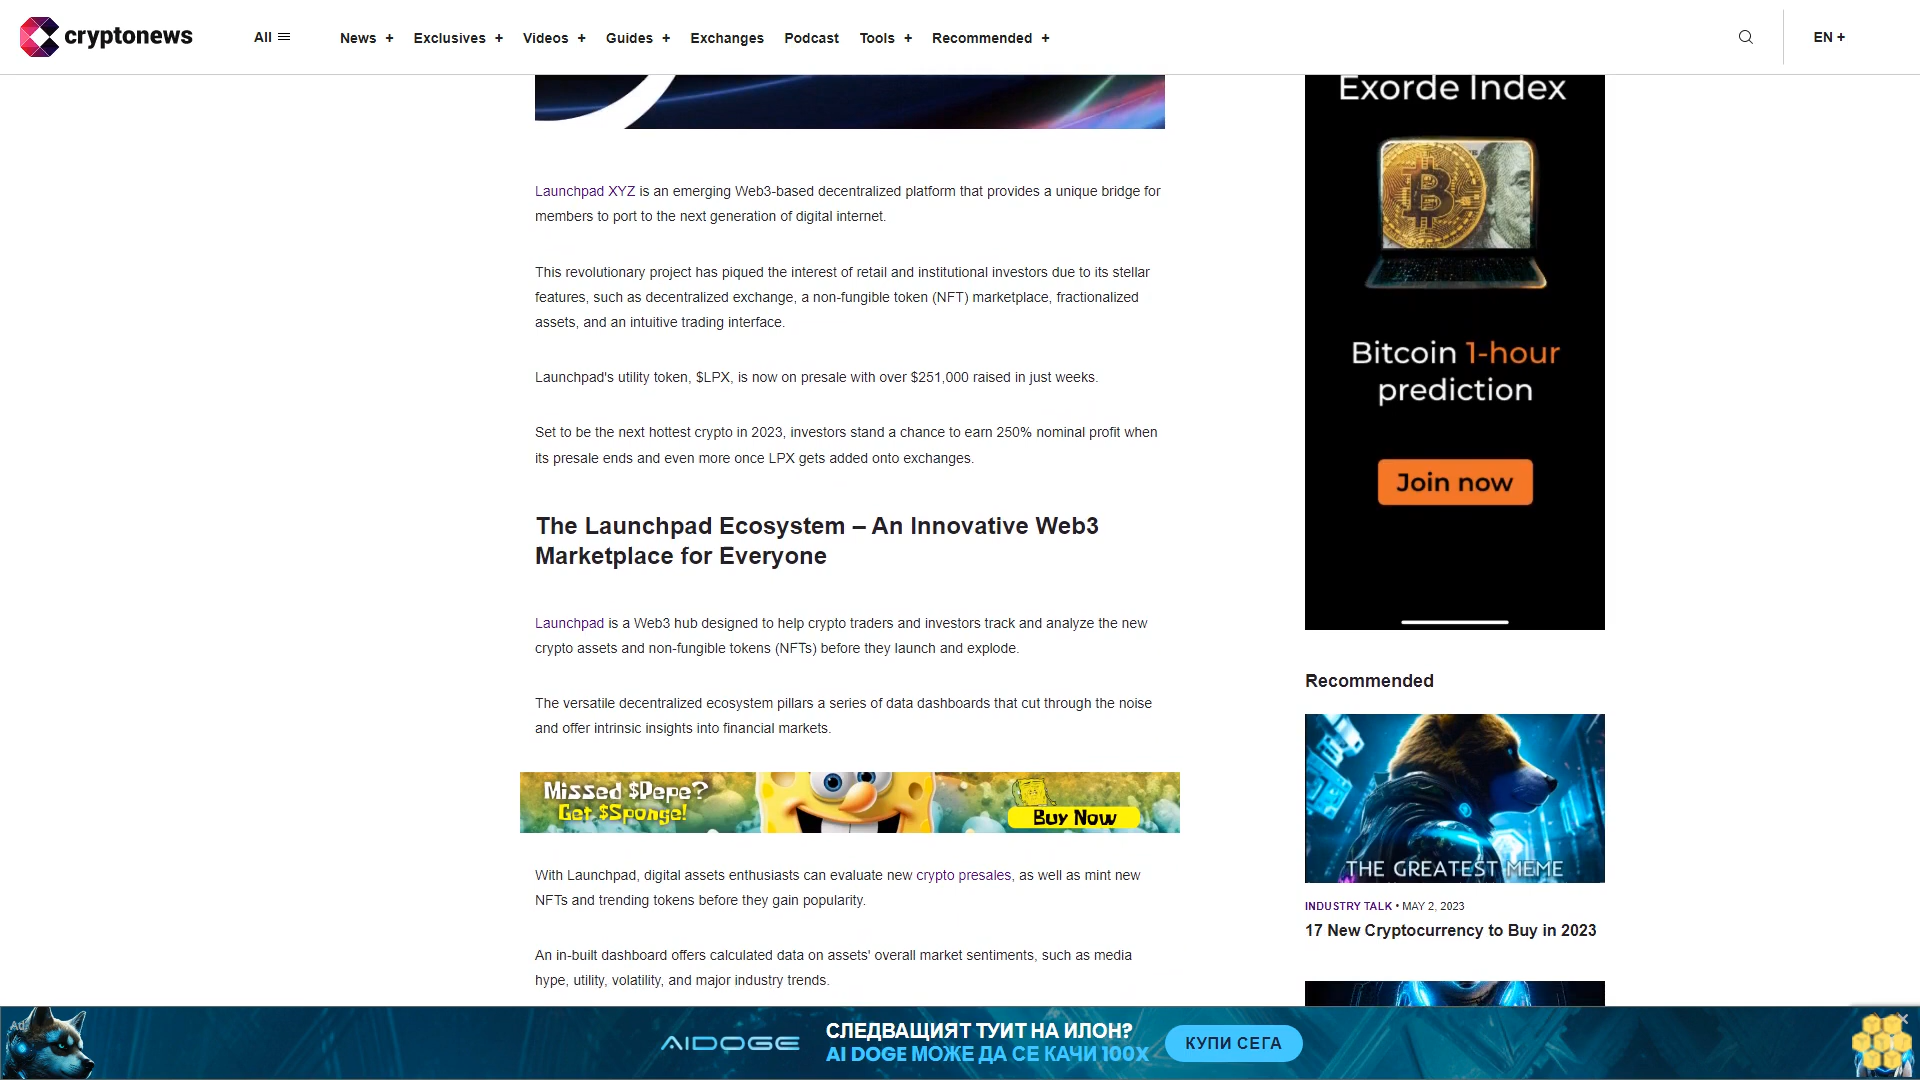 cryptonews
All
News +
Exclusives +
Videos +
Guides +
Exchanges
Podcast
Tools +
Recommended +
EN +
Launchpad XYZ is an emerging Web3-based decentralized platform that provides a unique bridge for
members to port to the next generation of digital internet.
This revolutionary project has piqued the interest of retail and institutional investors due to its stellar
features, such as decentralized exchange, a non-fungible token (NFT) marketplace, fractionalized
assets, and an intuitive trading interface.
Launchpad's utility token, $LPX, is now on presale with over $251,000 raised in just weeks.
Set to be the next hottest crypto in 2023, investors stand a chance to earn 250% nominal profit when
its presale ends and even more once LPX gets added onto exchanges.
The Launchpad Ecosystem – An Innovative Web3
Marketplace for Everyone
Launchpad is a Web3 hub designed to help crypto traders and investors track and analyze the new
crypto assets and non-fungible tokens (NFTs) before they launch and explode.
The versatile decentralized ecosystem pillars a series of data dashboards that cut through the noise
and offer intrinsic insights into financial markets.
Missed $Pepe?
Get $Sponge!
Buy Now
With Launchpad, digital assets enthusiasts can evaluate new crypto presales, as well as mint new
NFTs and trending tokens before they gain popularity.
An in-built dashboard offers calculated data on assets' overall market sentiments, such as media
hype, utility, volatility, and major industry trends.
Exorde Index
Bitcoin 1-hour
prediction
Join now
Recommended
THE GREATEST MEME
INDUSTRY TALK • MAY 2, 2023
17 New Cryptocurrency to Buy in 2023
Ad
AIDOGE
СЛЕДВАЩИЯТ ТУИТ НА ИЛОН?
AI DOGE МОЖЕ ДА СЕ КАЧИ 100X
КУПИ СЕГА